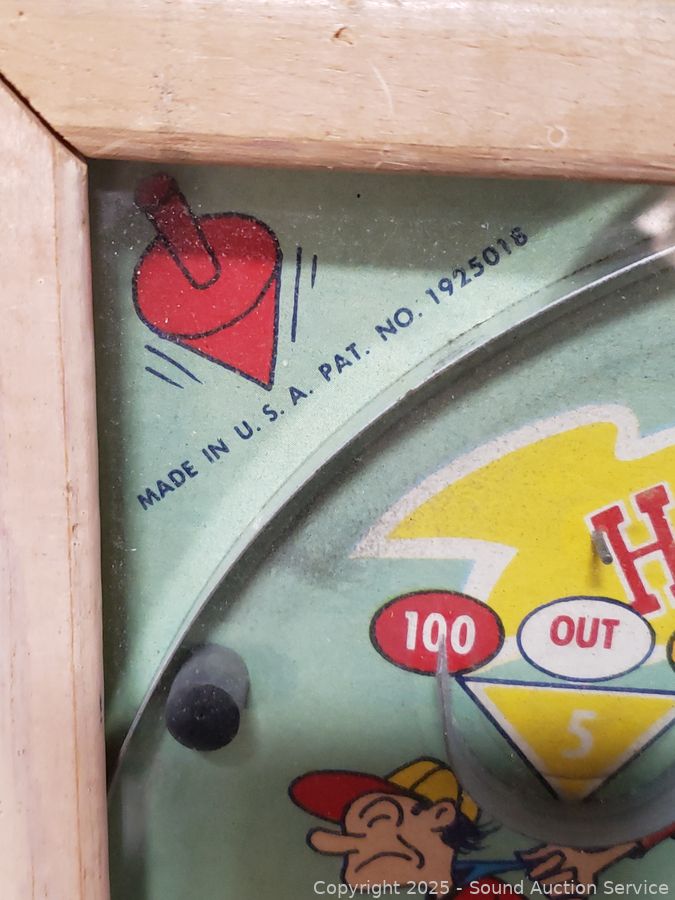 MADE IN U. S. A. PAT. NO. 1925018
H
100 OUT
5
Copyright © 2025 - Sound Auction Service